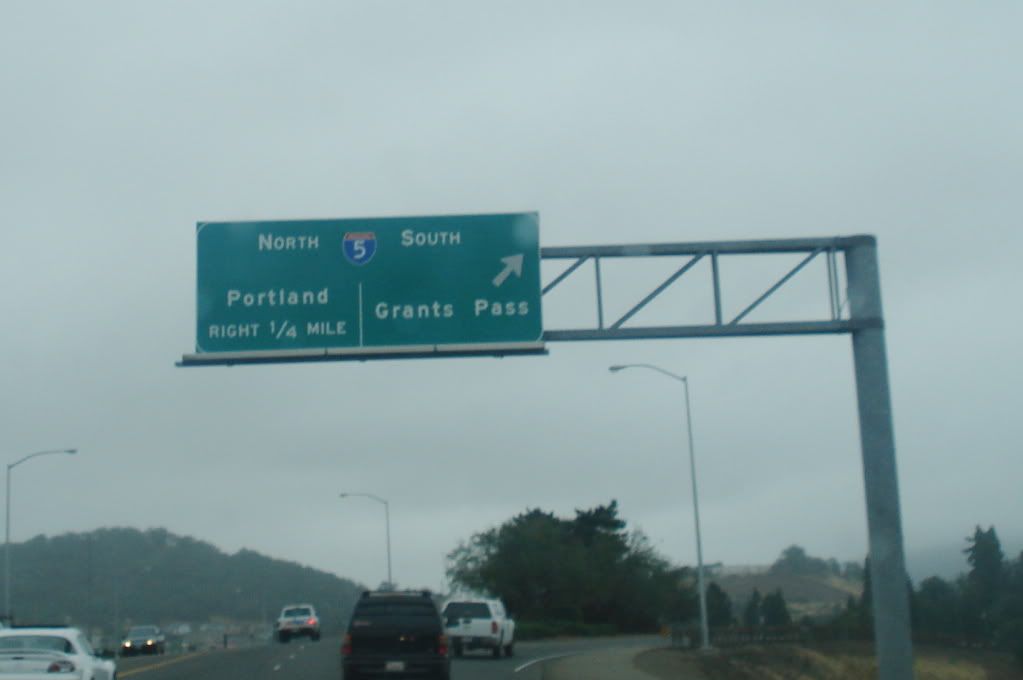 NORTH 5 SOUTH
Portland
RIGHT 1/4 MILE
Grants Pass